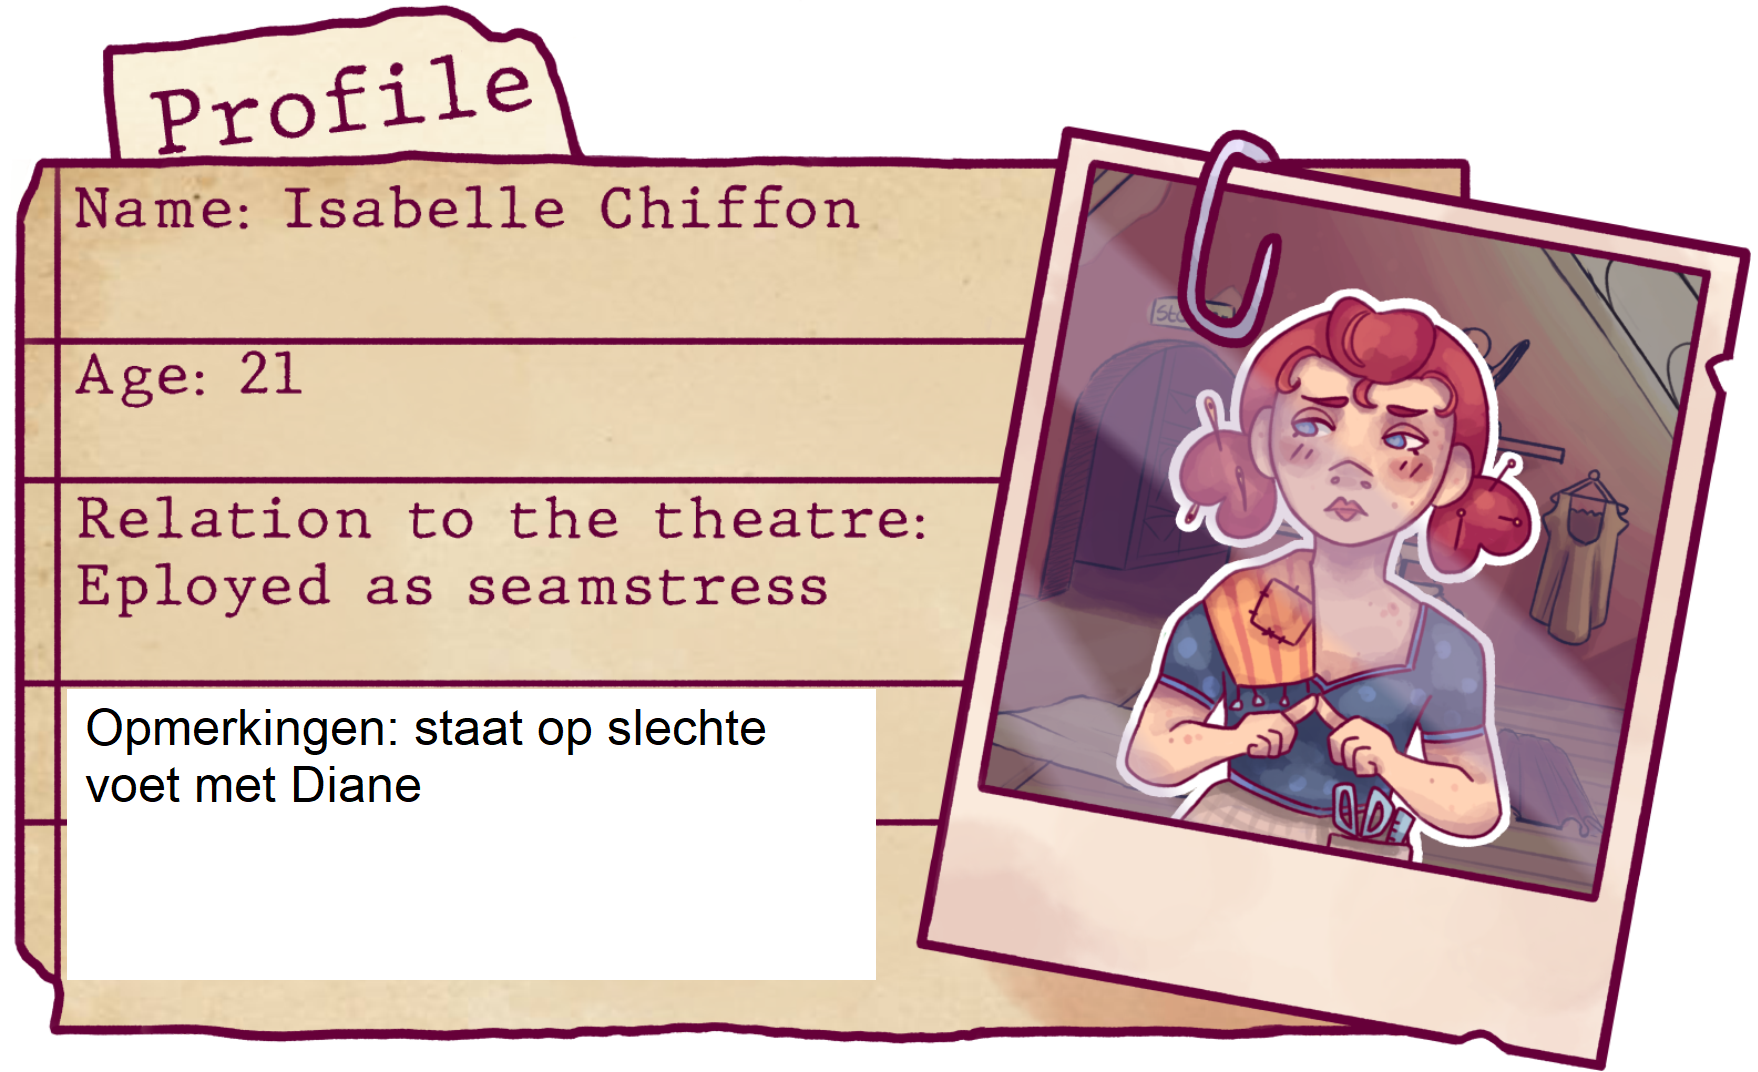 Profile
Name: Isabelle Chiffon
Age: 21
Relation to the theatre:
Eployed as seamstress
Opmerkingen: staat op slechte
voet met Diane